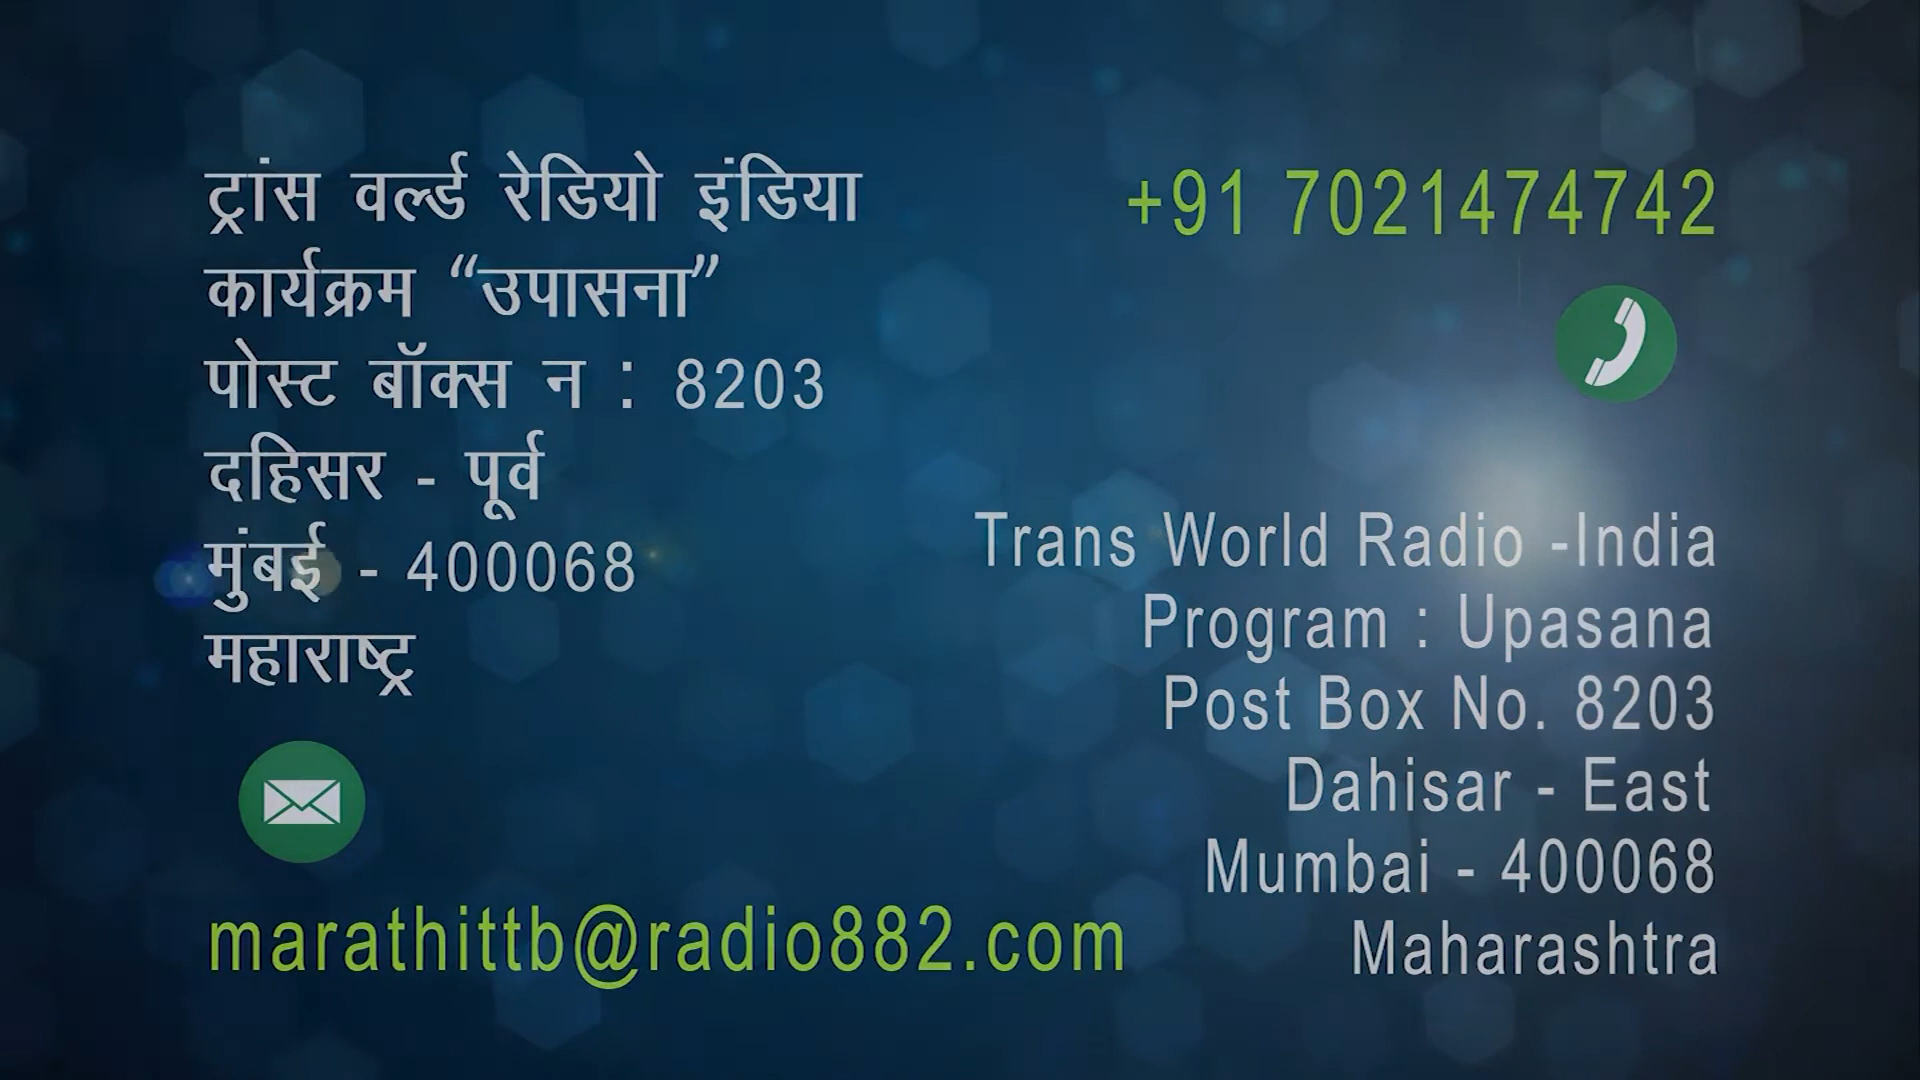 ट्रांस वर्ल्ड रेडियो इंडिया
कार्यक्रम “उपासना”
पोस्ट बॉक्स न : 8203
दहिसर - पूर्व
मुंबई - 400068
महाराष्ट्र
marathittb@radio882.com
+91 7021474742
Trans World Radio -India
Program : Upasana
Post Box No. 8203
Dahisar - East
Mumbai - 400068
Maharashtra